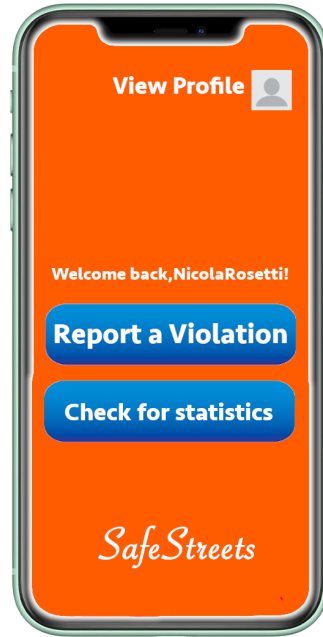 View Profile
Welcome back,NicolaRosetti!
Report a Violation
Check for statistics
SafeStreets